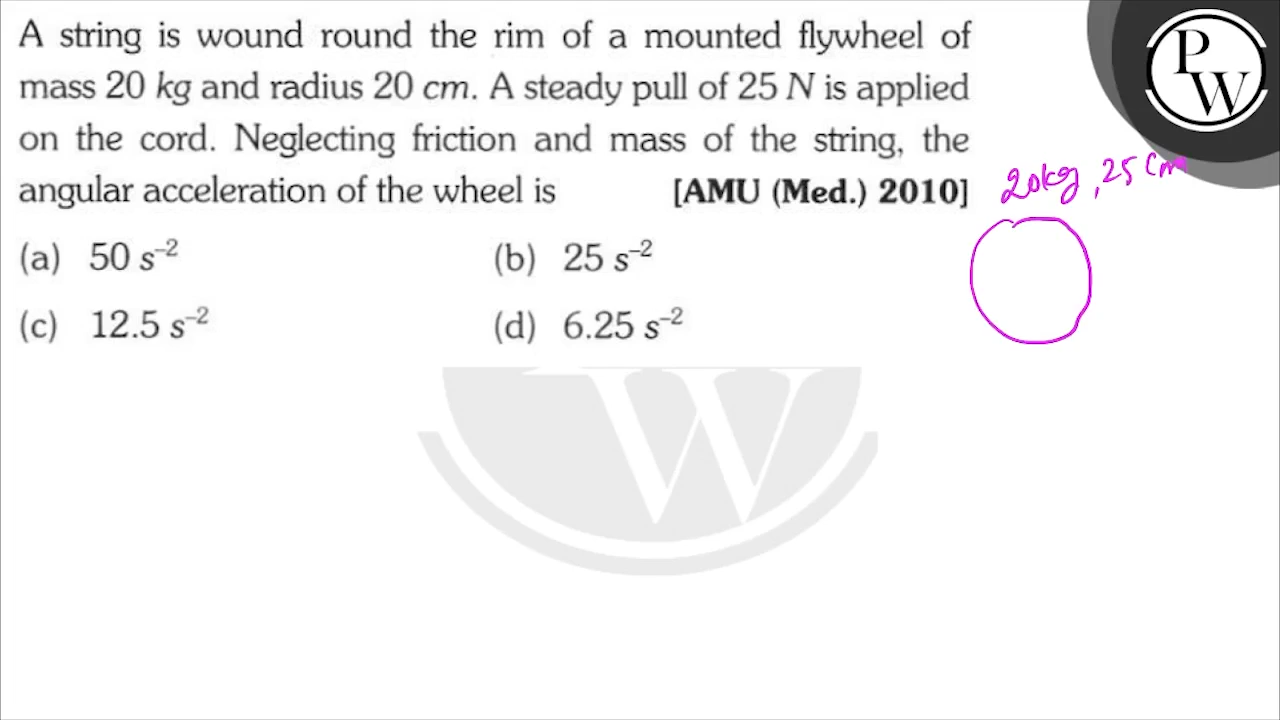 A string is wound round the rim of a mounted flywheel of
mass 20 kg and radius 20 cm. A steady pull of 25 N is applied
on the cord. Neglecting friction and mass of the string, the
angular acceleration of the wheel is [AMU (Med.) 2010]
(a) 50 s⁻² (b) 25 s⁻²
(c) 12.5 s⁻² (d) 6.25 s⁻²
PW
20kg, 25 cm
W